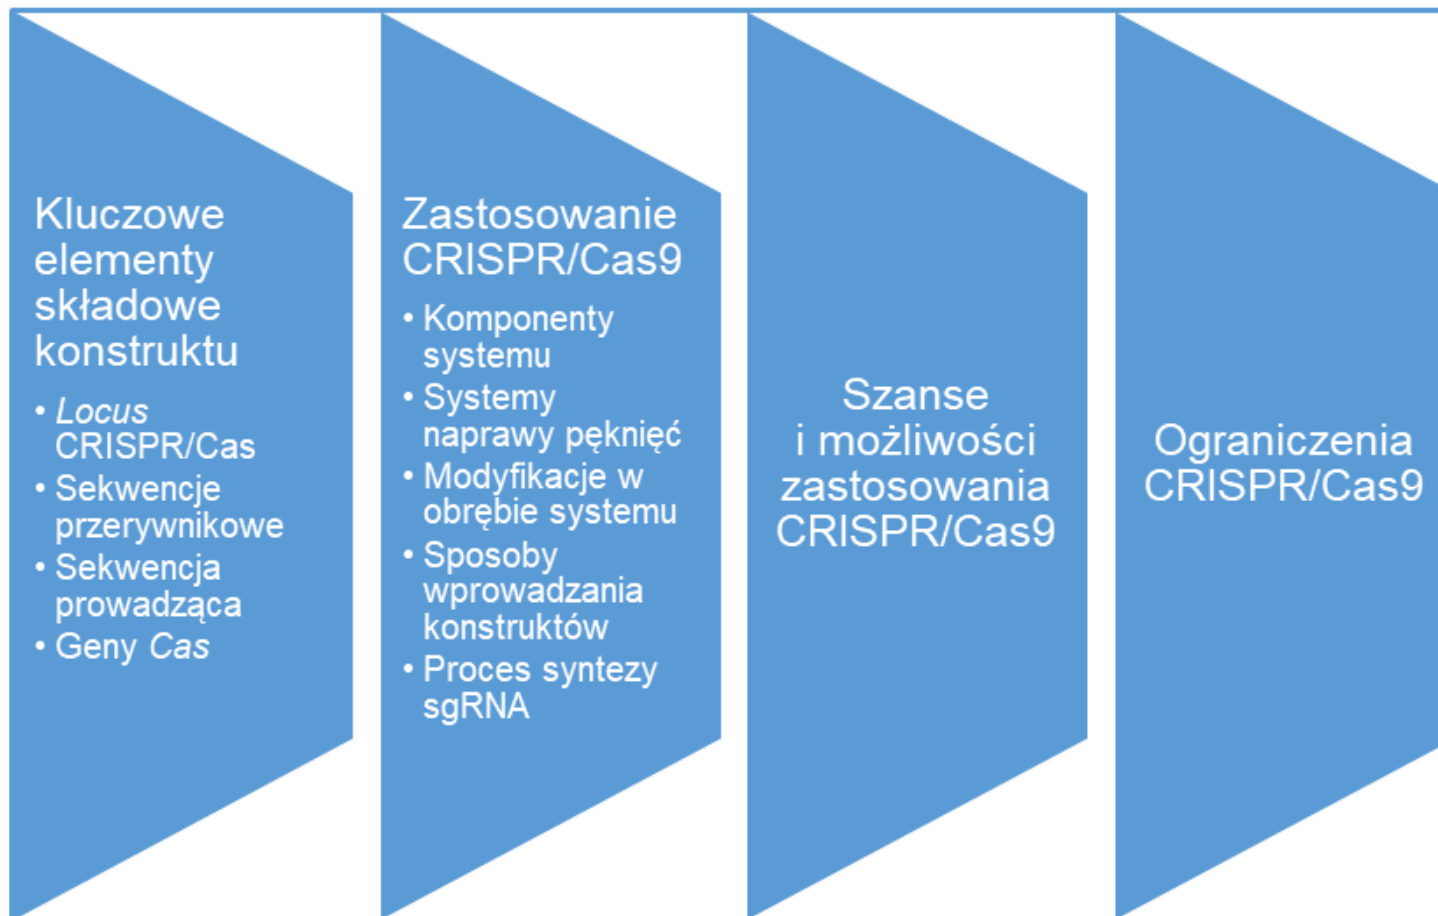 Kluczowe
elementy
składowe
konstruktu
• Locus
CRISPR/Cas
• Sekwencje
przerywnikowe
• Sekwencja
prowadząca
• Geny Cas
Zastosowanie
CRISPR/Cas9
• Komponenty
systemu
• Systemy
naprawy pęknięć
• Modyfikacje w
obrębie systemu
• Sposoby
wprowadzania
konstruktów
• Proces syntezy
sgRNA
Szanse
i możliwości
zastosowania
CRISPR/Cas9
Ograniczenia
CRISPR/Cas9